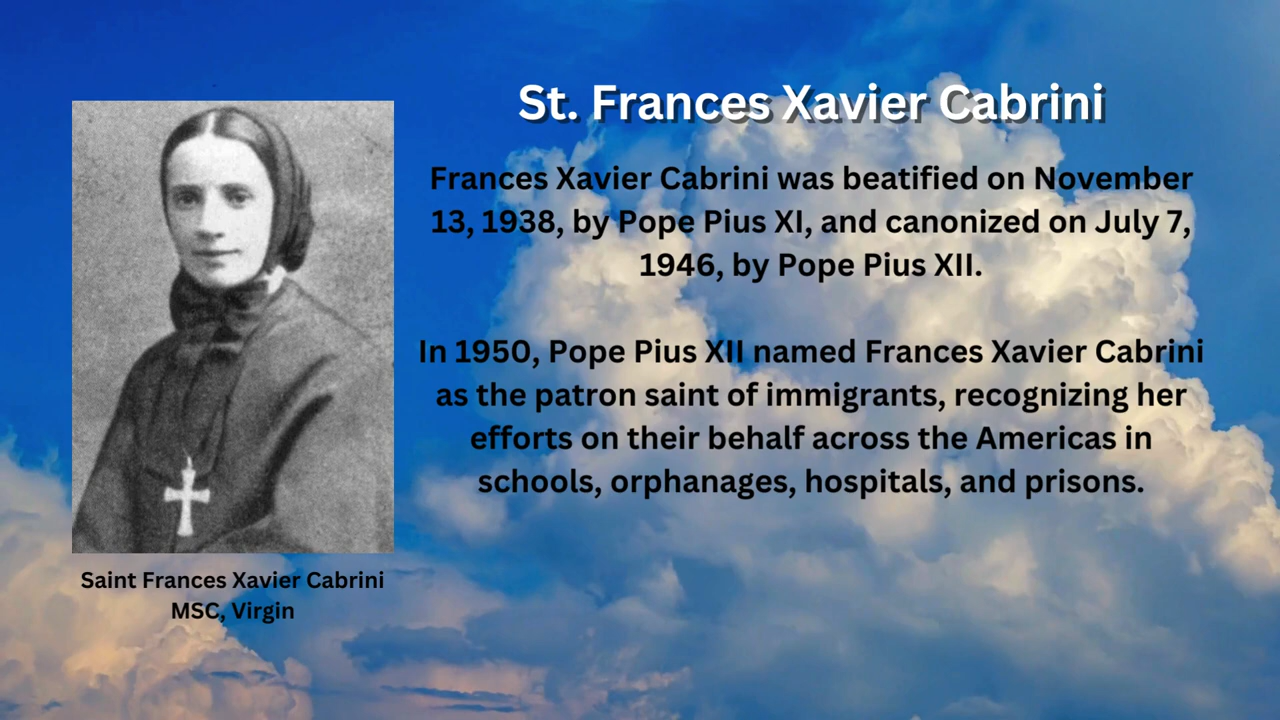 St. Frances Xavier Cabrini
Frances Xavier Cabrini was beatified on November
13, 1938, by Pope Pius XI, and canonized on July 7,
1946, by Pope Pius XII.
In 1950, Pope Pius XII named Frances Xavier Cabrini
as the patron saint of immigrants, recognizing her
efforts on their behalf across the Americas in
schools, orphanages, hospitals, and prisons.
Saint Frances Xavier Cabrini
MSC, Virgin